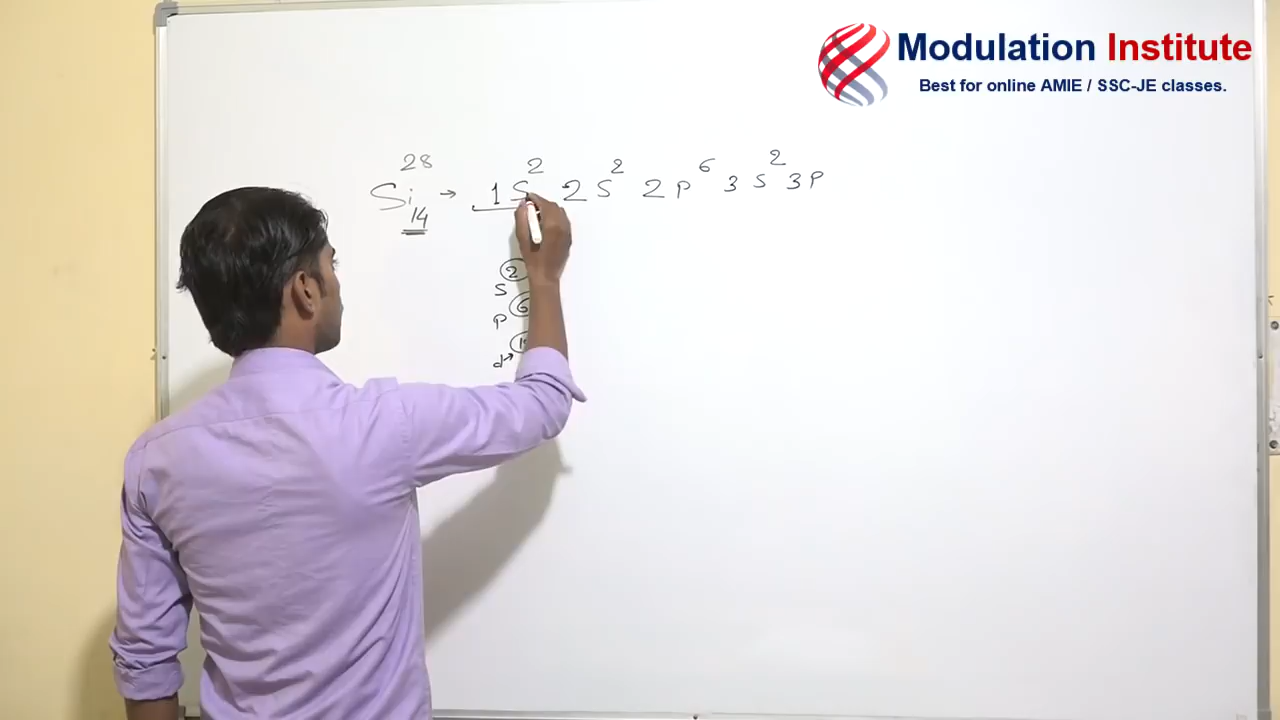 Modulation Institute
Best for online AMIE / SSC-JE classes.
28
Si → 1S² 2S² 2P⁶ 3S² 3P
14
2
S
6
P
d→